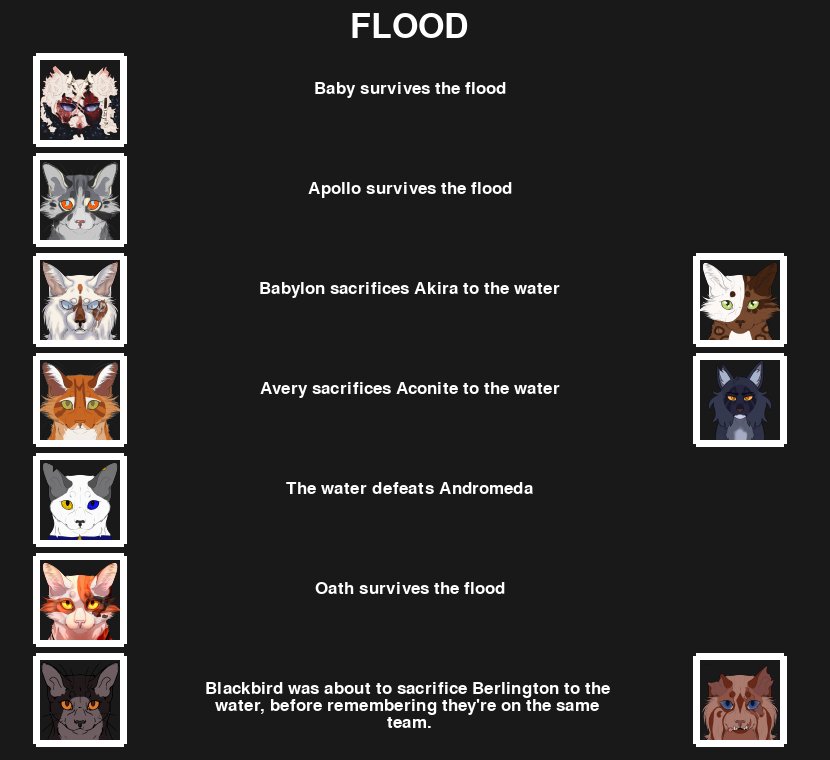 FLOOD
Baby survives the flood
Apollo survives the flood
Babylon sacrifices Akira to the water
Avery sacrifices Aconite to the water
The water defeats Andromeda
Oath survives the flood
Blackbird was about to sacrifice Berlington to the
water, before remembering they're on the same
team.